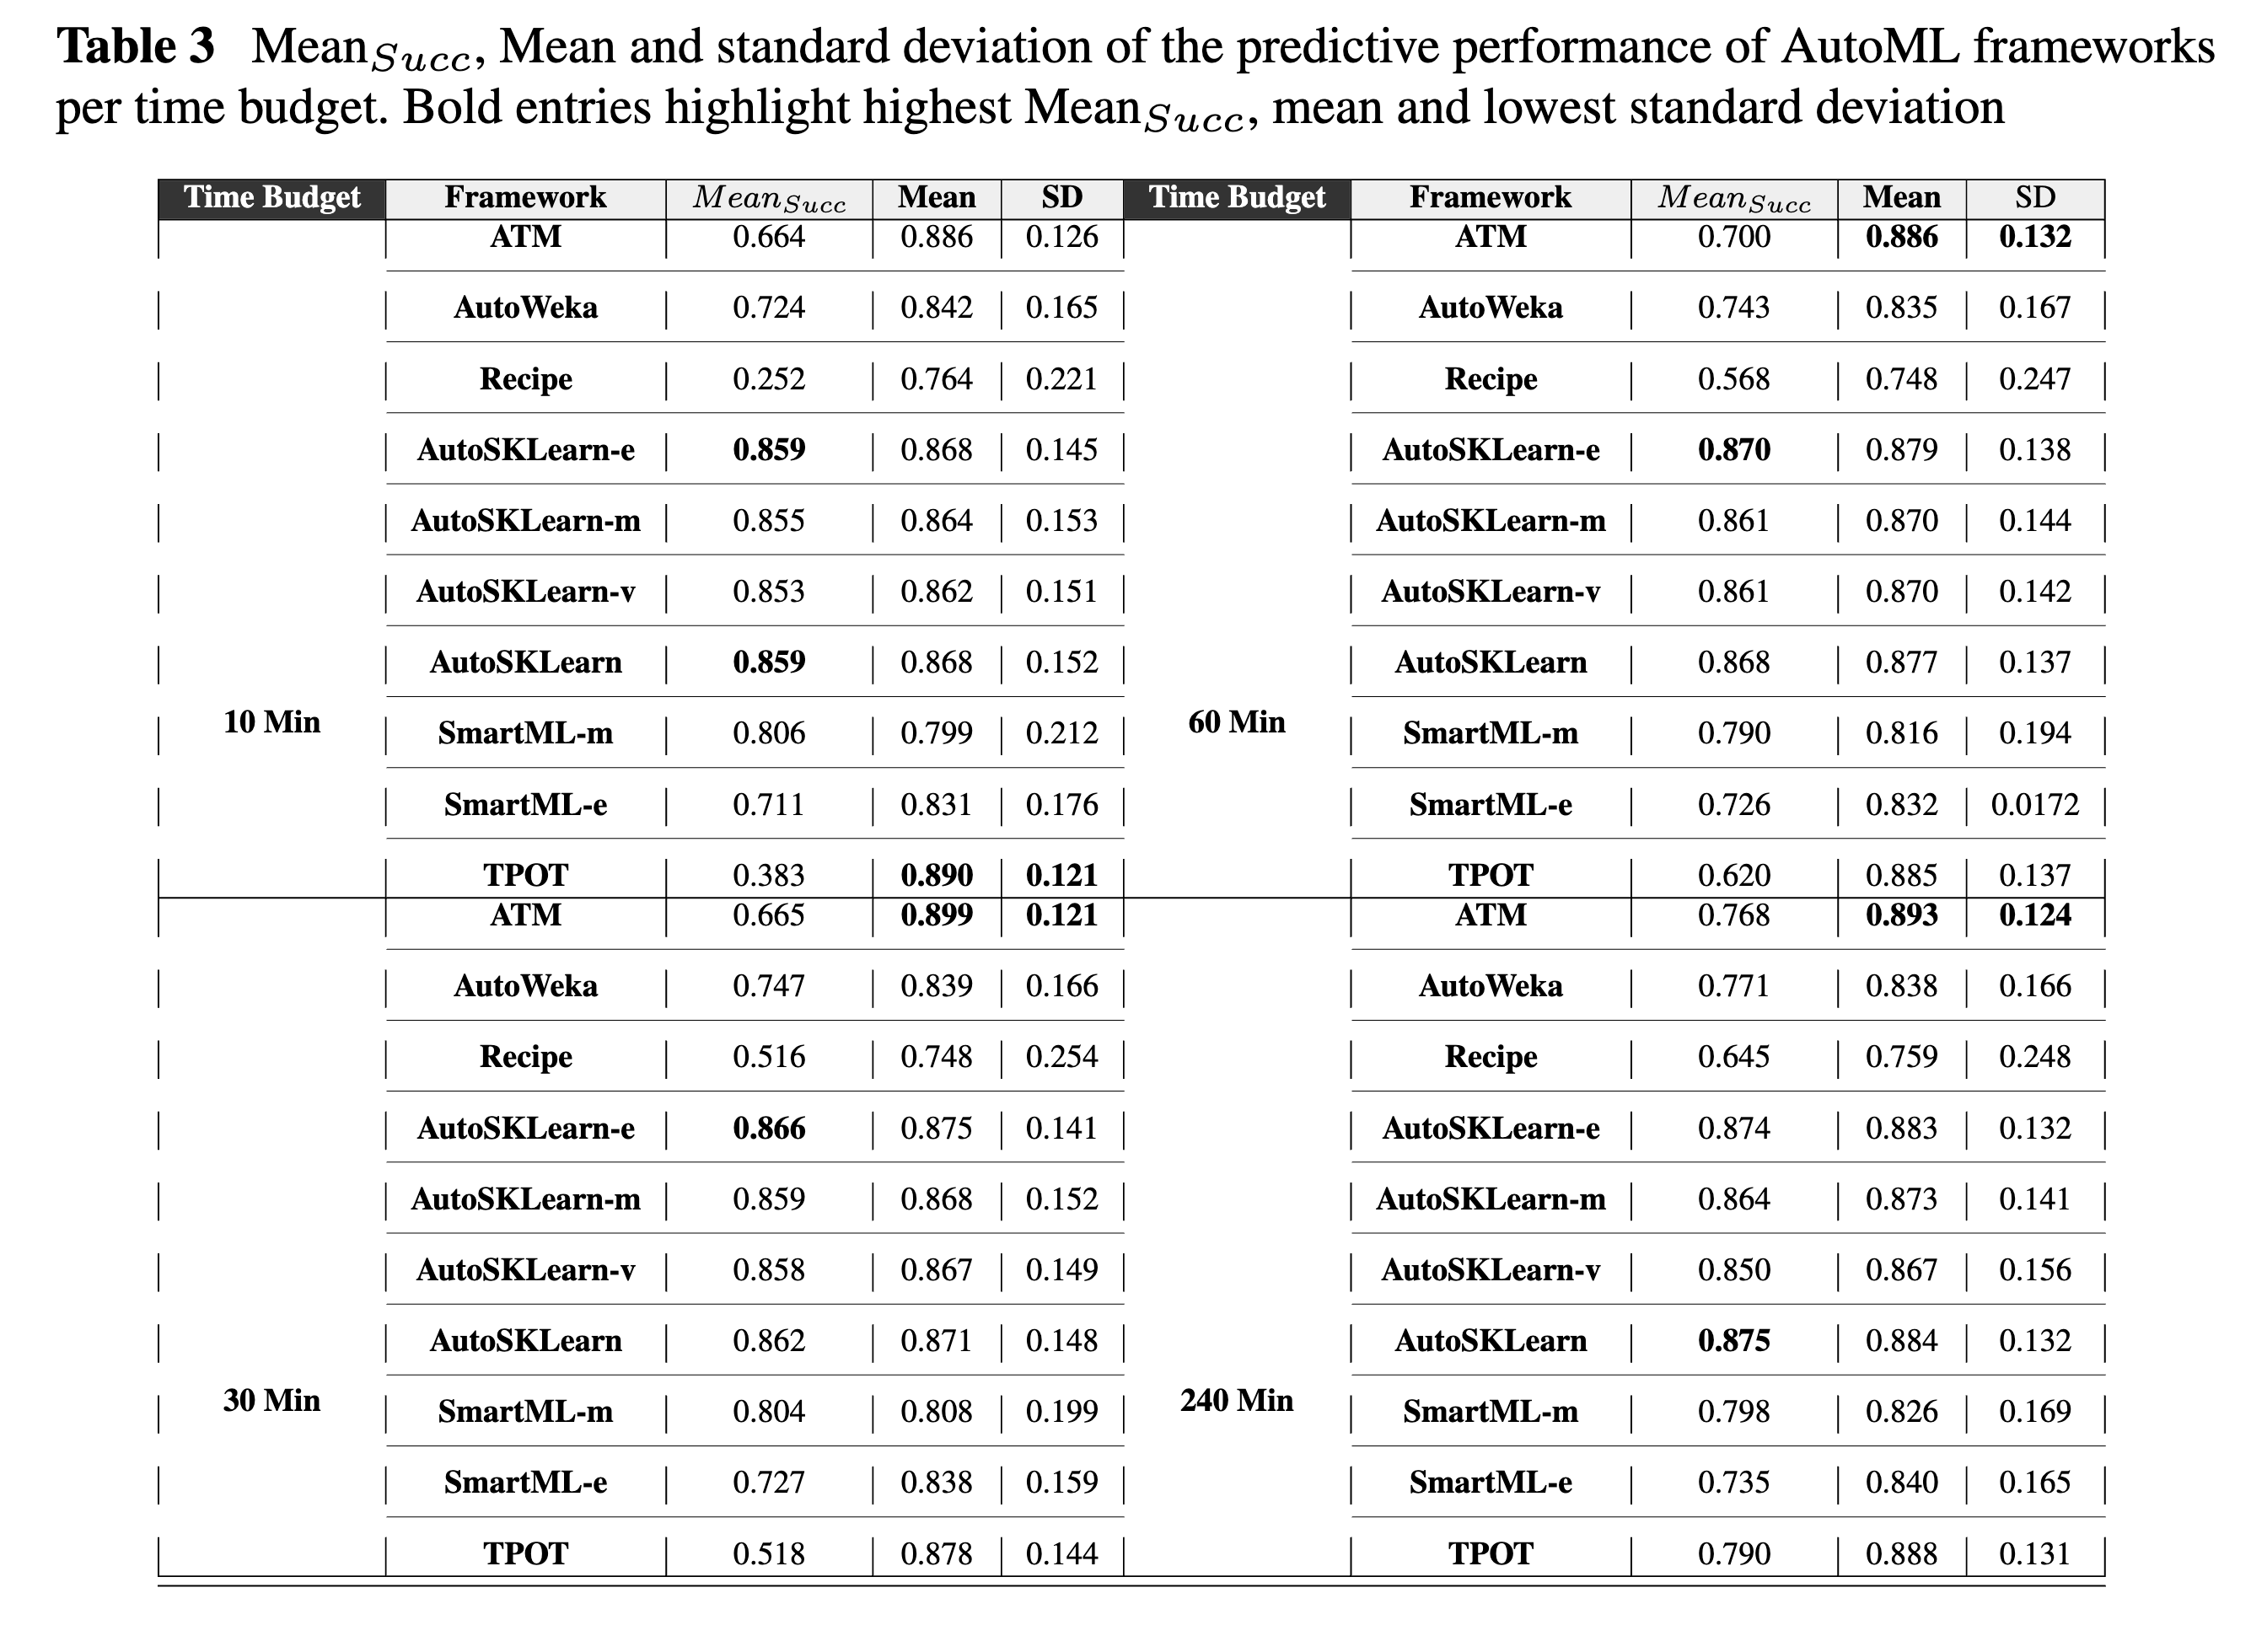 Table 3 Mean_Succ, Mean and standard deviation of the predictive performance of AutoML frameworks
per time budget. Bold entries highlight highest Mean_Succ, mean and lowest standard deviation
Time Budget Framework Mean_Succ Mean SD Time Budget Framework Mean_Succ Mean SD
ATM 0.664 0.886 0.126 ATM 0.700 0.886 0.132
AutoWeka 0.724 0.842 0.165 AutoWeka 0.743 0.835 0.167
Recipe 0.252 0.764 0.221 Recipe 0.568 0.748 0.247
AutoSKLearn-e 0.859 0.868 0.145 AutoSKLearn-e 0.870 0.879 0.138
AutoSKLearn-m 0.855 0.864 0.153 AutoSKLearn-m 0.861 0.870 0.144
AutoSKLearn-v 0.853 0.862 0.151 AutoSKLearn-v 0.861 0.870 0.142
AutoSKLearn 0.859 0.868 0.152 AutoSKLearn 0.868 0.877 0.137
10 Min SmartML-m 0.806 0.799 0.212 60 Min SmartML-m 0.790 0.816 0.194
SmartML-e 0.711 0.831 0.176 SmartML-e 0.726 0.832 0.0172
TPOT 0.383 0.890 0.121 TPOT 0.620 0.885 0.137
ATM 0.665 0.899 0.121 ATM 0.768 0.893 0.124
AutoWeka 0.747 0.839 0.166 AutoWeka 0.771 0.838 0.166
Recipe 0.516 0.748 0.254 Recipe 0.645 0.759 0.248
AutoSKLearn-e 0.866 0.875 0.141 AutoSKLearn-e 0.874 0.883 0.132
AutoSKLearn-m 0.859 0.868 0.152 AutoSKLearn-m 0.864 0.873 0.141
AutoSKLearn-v 0.858 0.867 0.149 AutoSKLearn-v 0.850 0.867 0.156
AutoSKLearn 0.862 0.871 0.148 AutoSKLearn 0.875 0.884 0.132
30 Min SmartML-m 0.804 0.808 0.199 240 Min SmartML-m 0.798 0.826 0.169
SmartML-e 0.727 0.838 0.159 SmartML-e 0.735 0.840 0.165
TPOT 0.518 0.878 0.144 TPOT 0.790 0.888 0.131